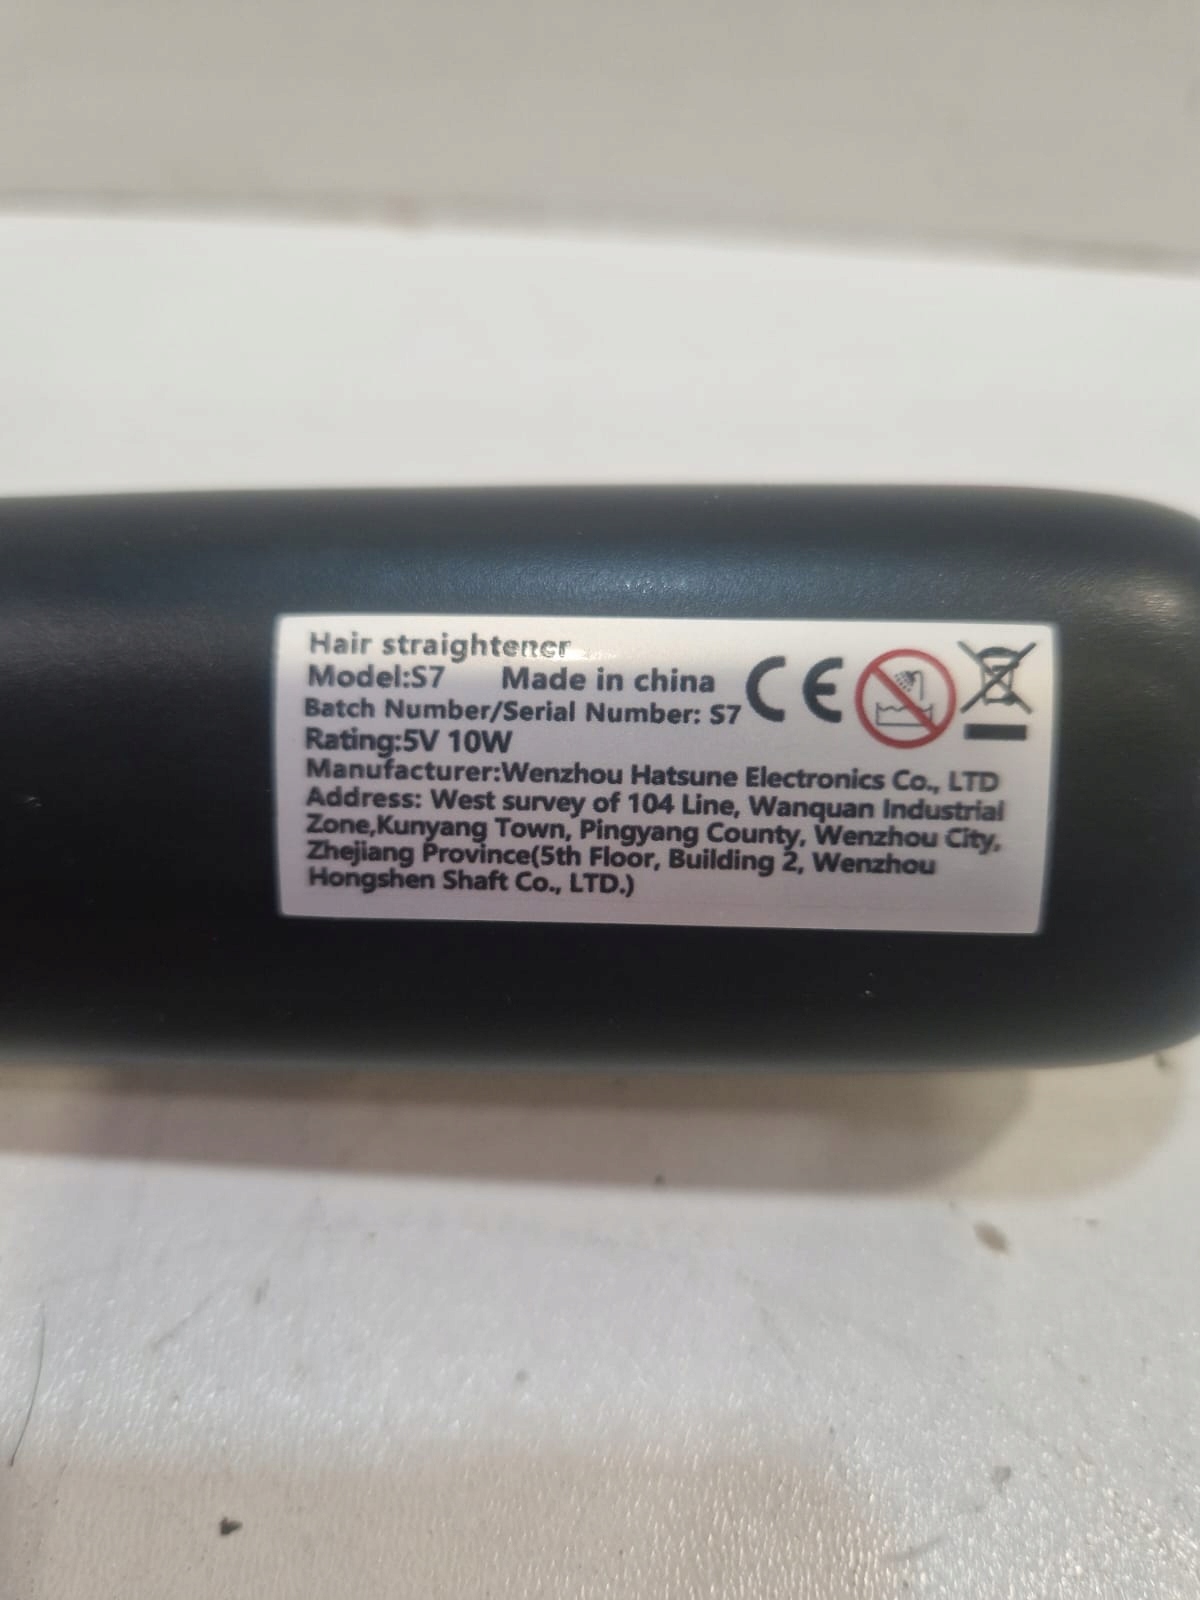 Hair straightener
Model:S7 Made in china
Batch Number/Serial Number: S7
Rating:5V 10W
Manufacturer:Wenzhou Hatsune Electronics Co., LTD
Address: West survey of 104 Line, Wanquan Industrial
Zone,Kunyang Town, Pingyang County, Wenzhou City,
Zhejiang Province(5th Floor, Building 2, Wenzhou
Hongshen Shaft Co., LTD.)
CE